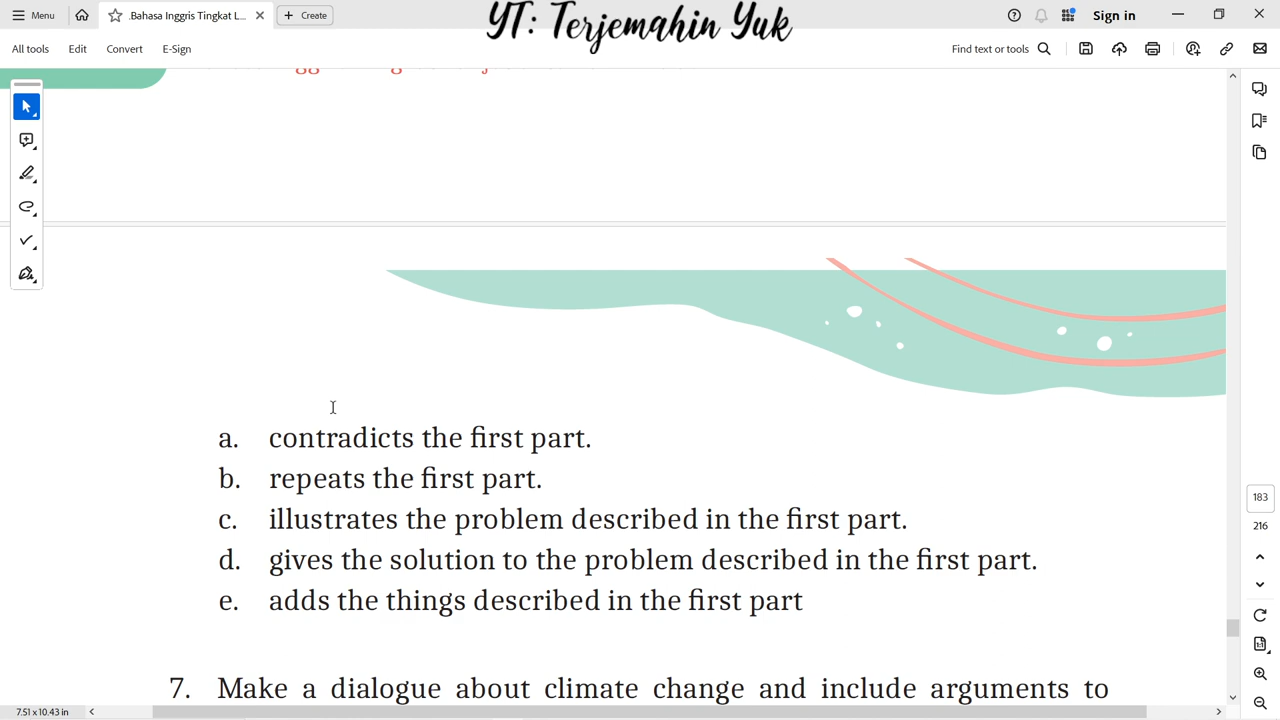 Menu
.Bahasa Inggris Tingkat L...
Create
YT: Terjemahin Yuk
Sign in
All tools
Edit
Convert
E-Sign
Find text or tools
a. contradicts the first part.
b. repeats the first part.
c. illustrates the problem described in the first part.
d. gives the solution to the problem described in the first part.
e. adds the things described in the first part
7. Make a dialogue about climate change and include arguments to
183
216
7.51 x 10.43 in